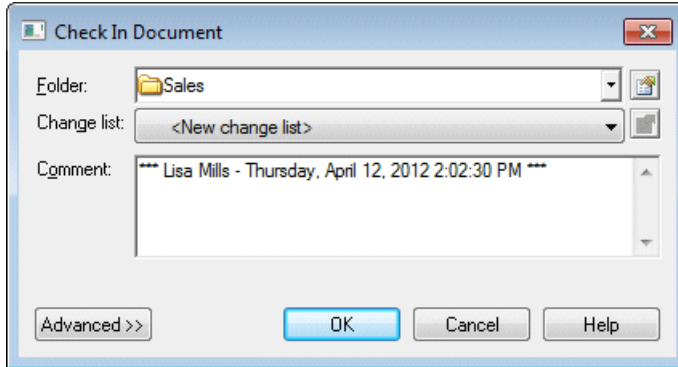 Check In Document
Folder: Sales
Change list: <New change list>
Comment: *** Lisa Mills - Thursday, April 12, 2012 2:02:30 PM ***
Advanced >> OK Cancel Help